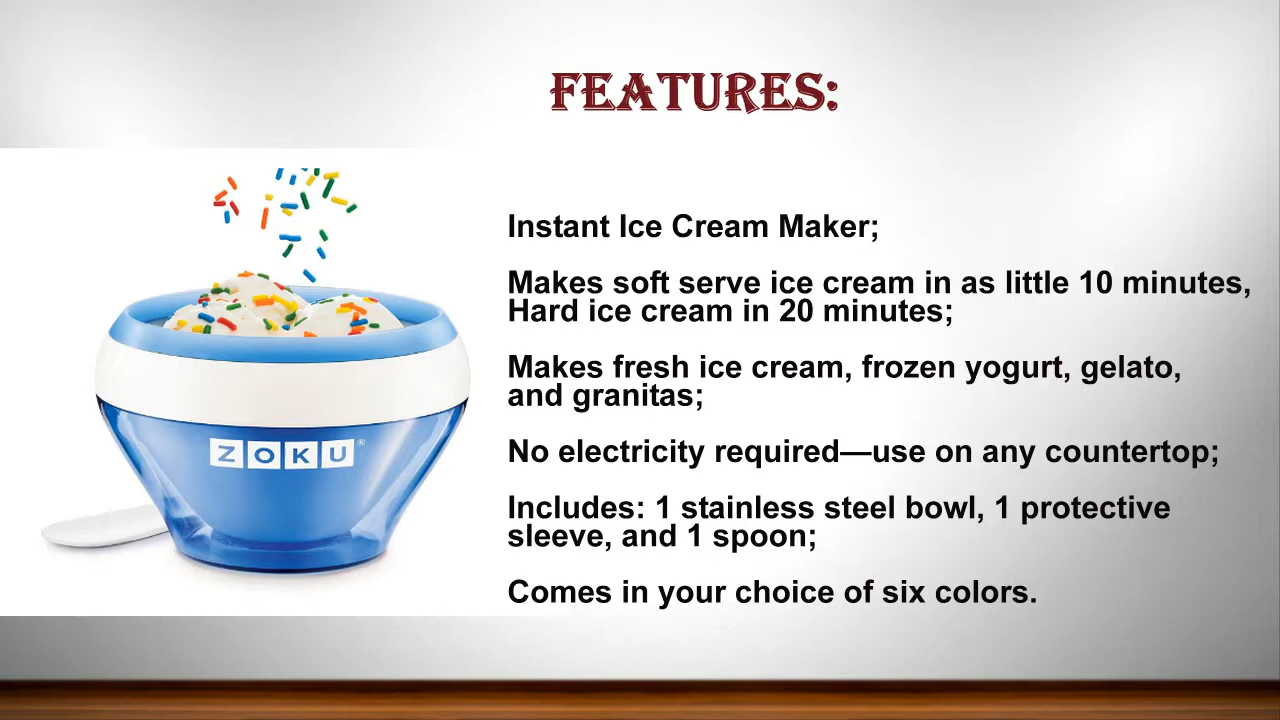 FEATURES:
Instant Ice Cream Maker;
Makes soft serve ice cream in as little 10 minutes,
Hard ice cream in 20 minutes;
Makes fresh ice cream, frozen yogurt, gelato,
and granitas;
No electricity required—use on any countertop;
Includes: 1 stainless steel bowl, 1 protective
sleeve, and 1 spoon;
Comes in your choice of six colors.
ZOKU®